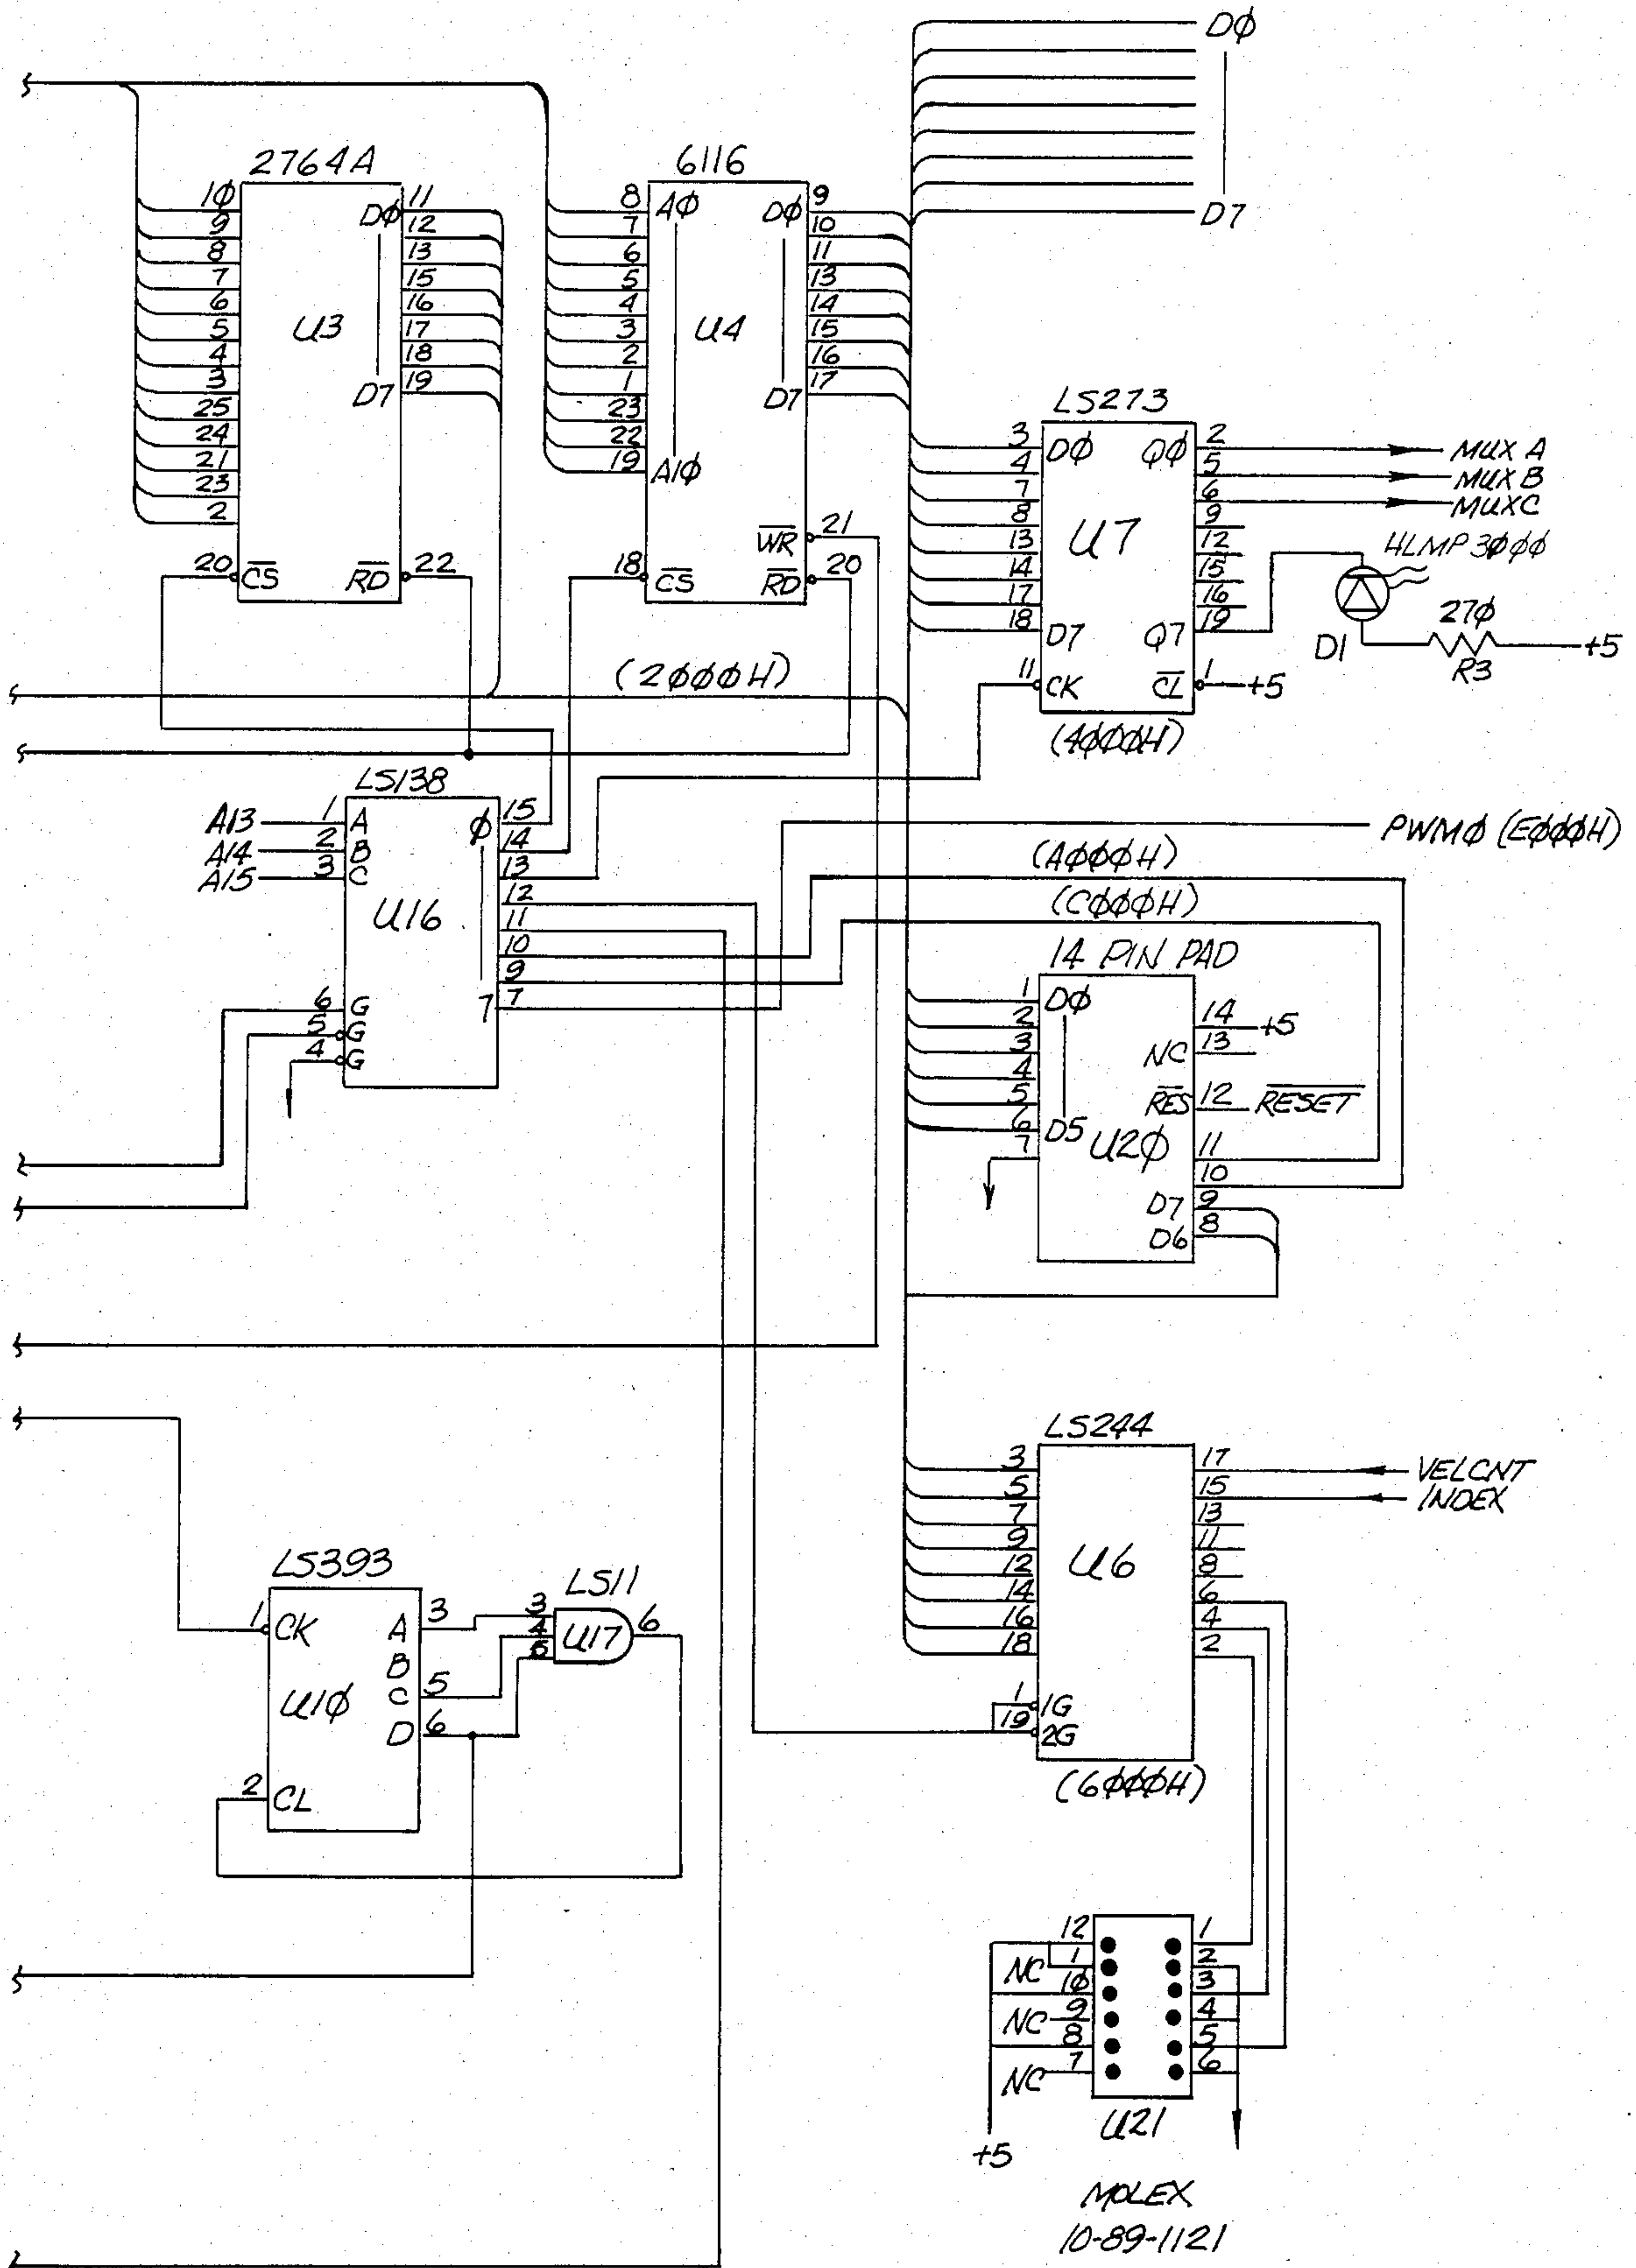 DØ
D7
2764A
10
9
8
7
6
5
4
3
25
24
21
23
2
U3
DØ
D7
11
12
13
15
16
17
18
19
20
CS
RD
22
6116
8
7
6
5
4
3
2
1
23
22
19
AØ
A1Ø
U4
DØ
D7
9
10
11
13
14
15
16
17
WR
21
18
CS
RD
20
LS273
3
4
7
8
13
14
17
18
DØ
D7
U7
QØ
Q7
2
5
6
9
12
15
16
19
MUX A
MUX B
MUXC
HLMP 3ØØØ
D1
27Ø
R3
+5
11
CK
CL
1
+5
(4ØØØH)
(2ØØØH)
LS138
A13
A14
A15
1
2
3
A
B
C
U16
Ø
7
15
14
13
12
11
10
9
7
6
5
4
G
G
G
PWMØ (EØØØH)
(AØØØH)
(CØØØH)
14 PIN PAD
1
2
3
4
5
6
7
DØ
D5
U2Ø
14
+5
NC
13
RES
12
RESET
11
10
D7
9
D6
8
LS244
3
5
7
9
12
14
16
18
U6
17
15
13
11
8
6
4
2
VELCNT
INDEX
1
1G
19
2G
(6ØØØH)
LS393
1
CK
A
3
B
C
5
D
6
U1Ø
2
CL
LS11
3
4
5
U17
6
12
1
NC
1Ø
NC
9
8
NC
7
1
2
3
4
5
6
U21
+5
MOLEX
10-89-1121